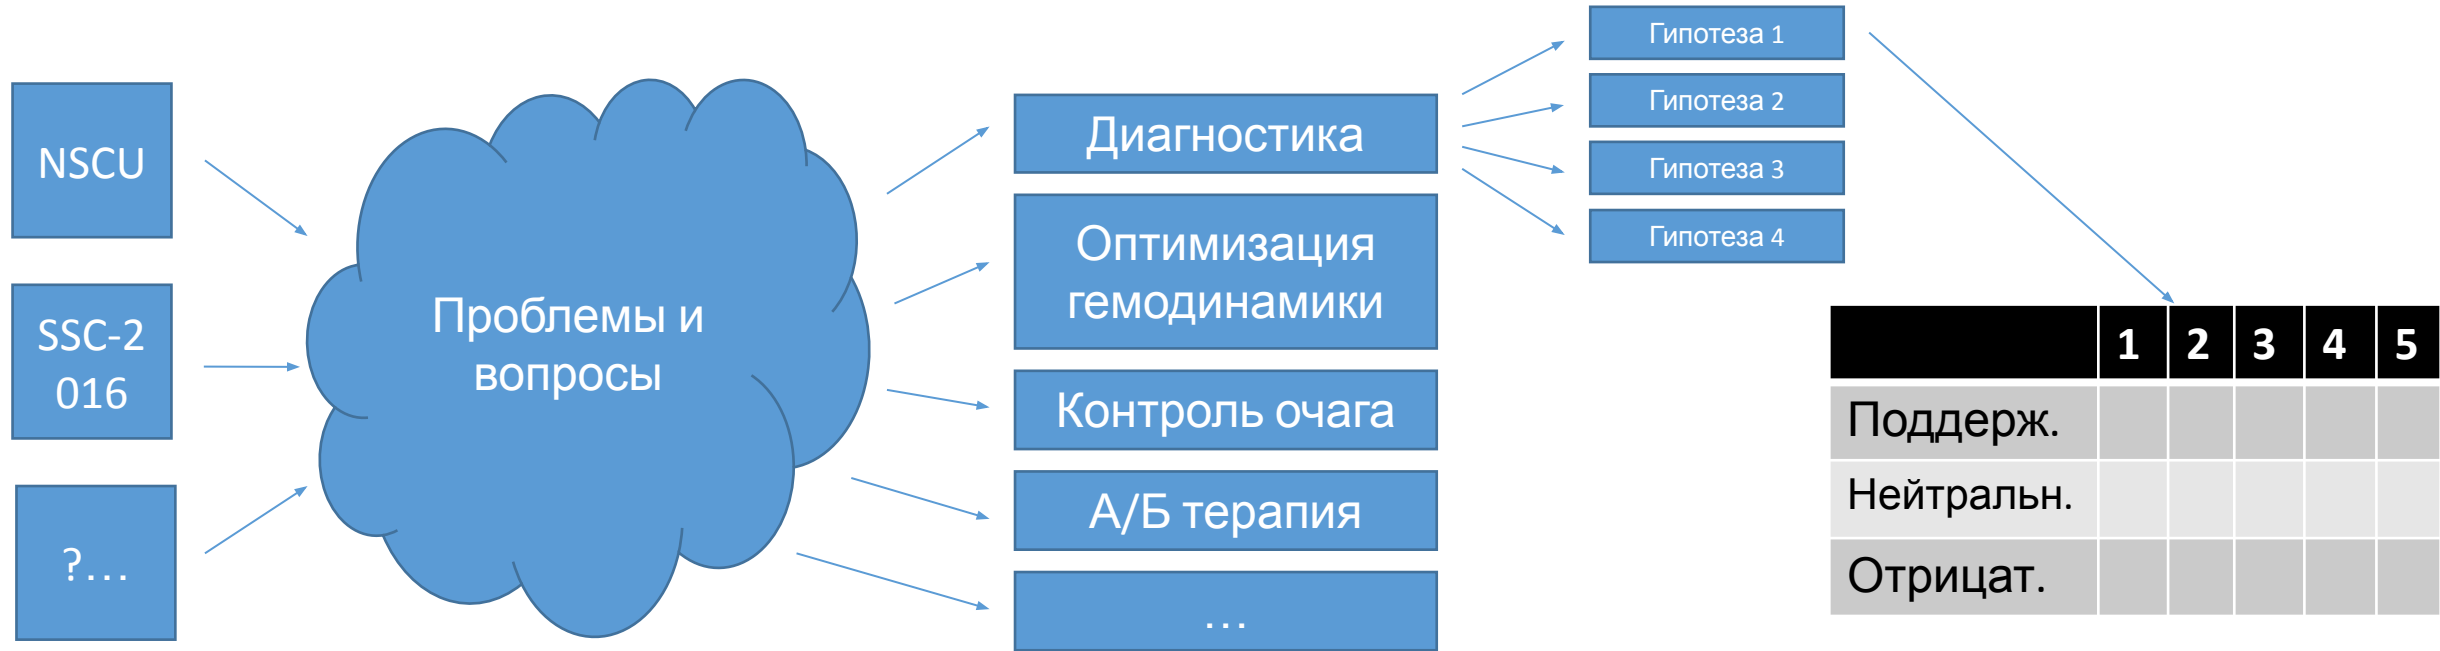 NSCU
SSC-2
016
?...
Проблемы и
вопросы
Диагностика
Оптимизация
гемодинамики
Контроль очага
А/Б терапия
...
Гипотеза 1
Гипотеза 2
Гипотеза 3
Гипотеза 4
1 2 3 4 5
Поддерж.
Нейтральн.
Отрицат.